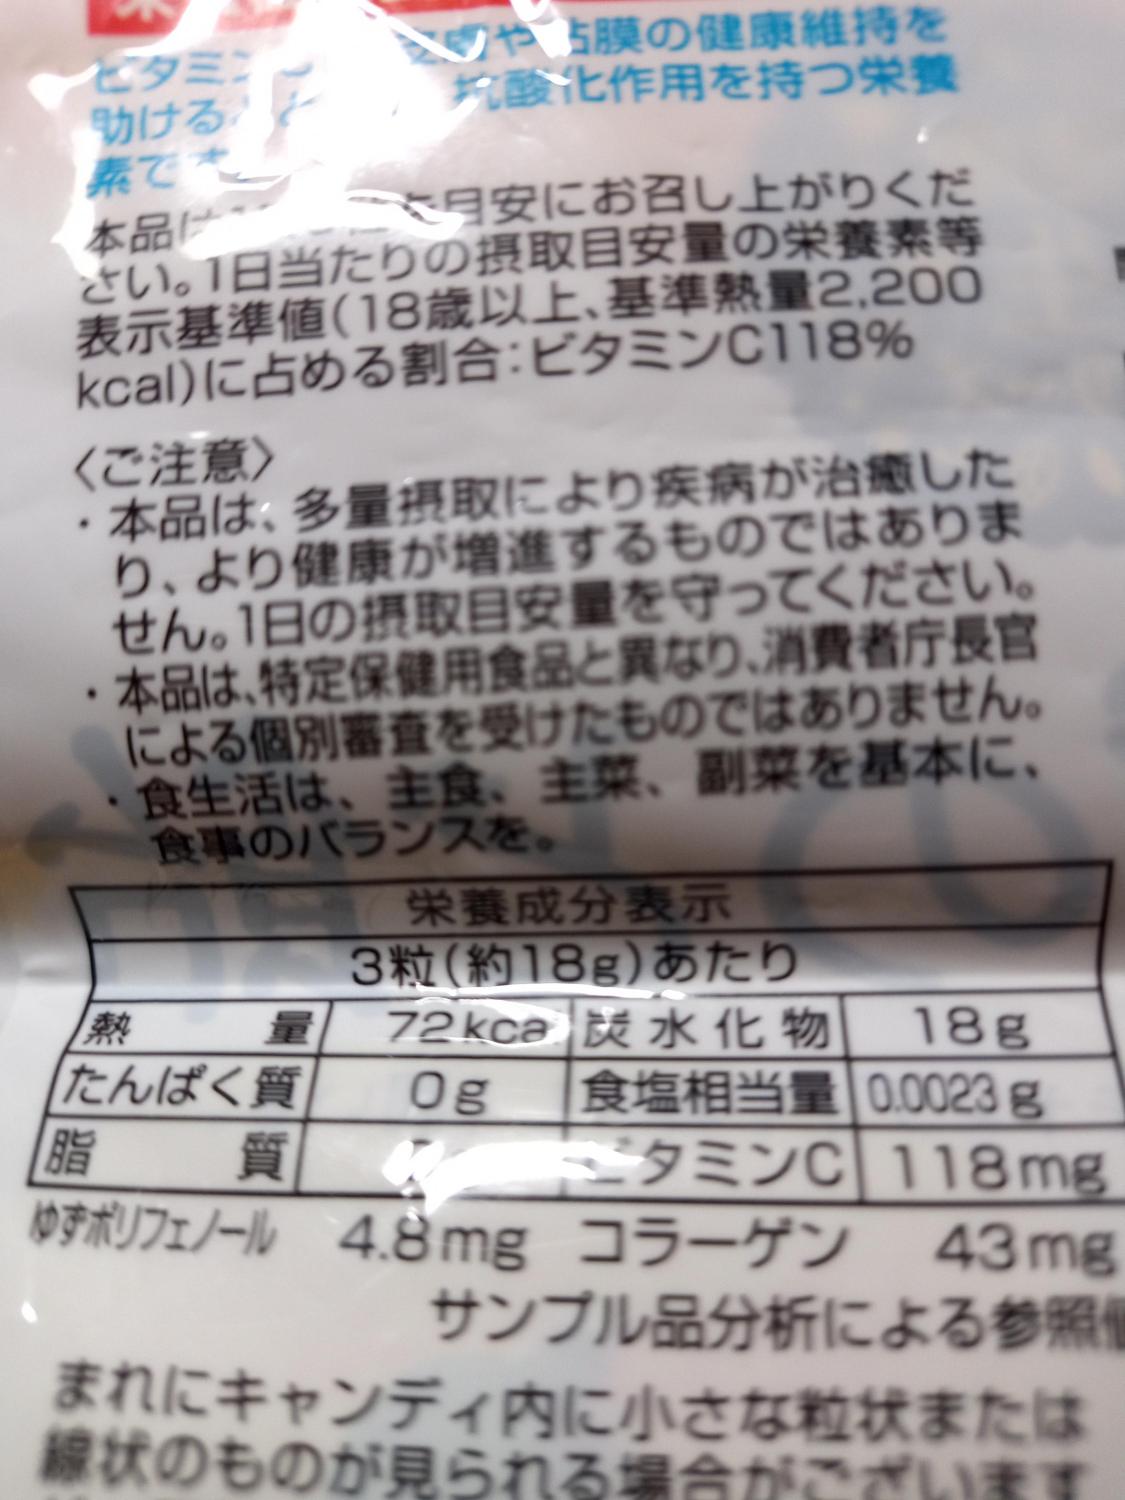 皮膚や粘膜の健康維持を
助ける 抗酸化作用を持つ栄養
素です
本品は を目安にお召し上がりくだ
さい。1日当たりの摂取目安量の栄養素等
表示基準値(18歳以上、基準熱量2,200
kcal)に占める割合:ビタミンC118%
〈ご注意〉
・本品は、多量摂取により疾病が治癒した
り、より健康が増進するものではありま
せん。1日の摂取目安量を守ってください。
・本品は、特定保健用食品と異なり、消費者庁長官
による個別審査を受けたものではありません。
・食生活は、主食、主菜、副菜を基本に、
食事のバランスを。
栄養成分表示
3粒(約18g)あたり
熱量 72kcal 炭水化物 18g
たんぱく質 0g 食塩相当量 0.0023g
脂質 ビタミンC 118mg
ゆずポリフェノール 4.8mg コラーゲン 43mg
サンプル品分析による参照値
まれにキャンディ内に小さな粒状または
線状のものが見られる場合がございます